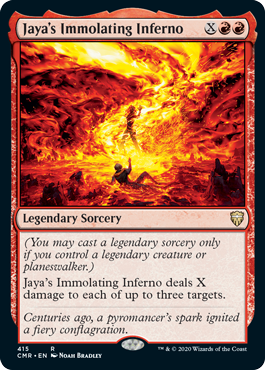 Jaya's Immolating Inferno XRR
Legendary Sorcery
(You may cast a legendary sorcery only
if you control a legendary creature or
planeswalker.)
Jaya's Immolating Inferno deals X
damage to each of up to three targets.
Centuries ago, a pyromancer's spark ignited
a fiery conflagration.
415 R
CMR • EN NOAH BRADLEY ™ & © 2020 Wizards of the Coast